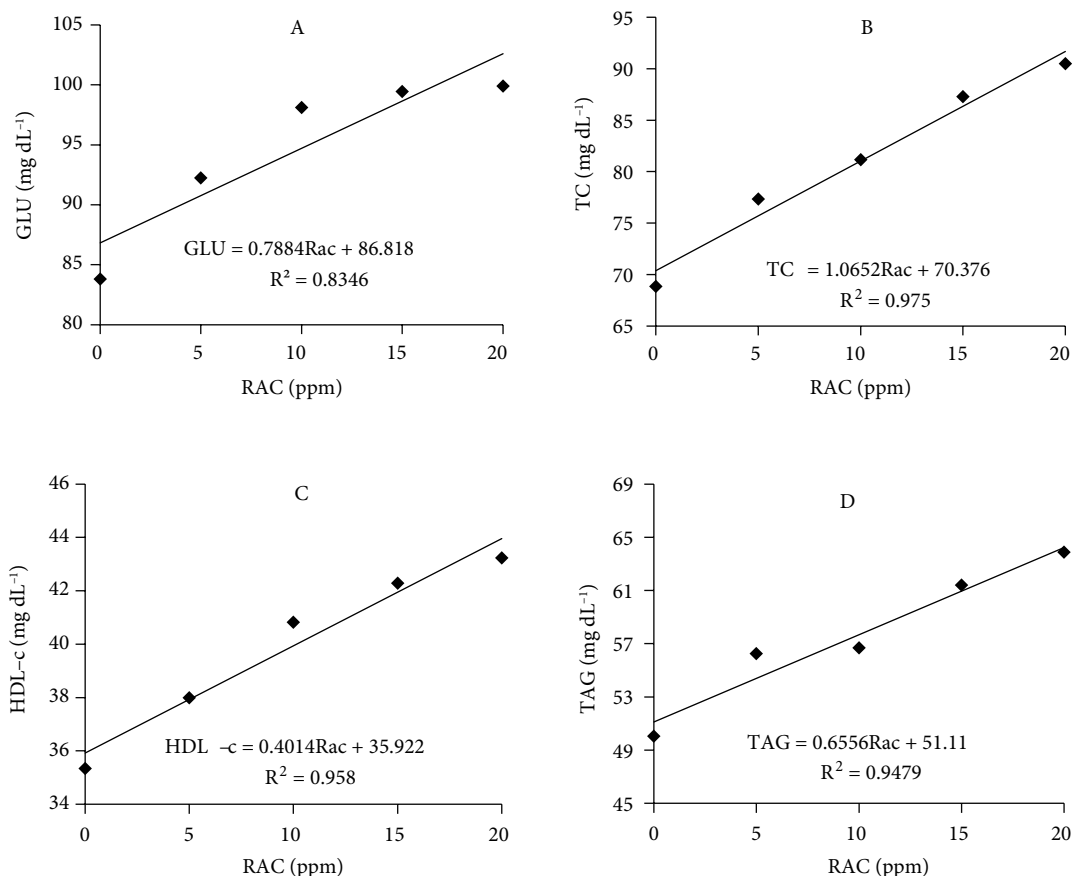 A
105
100
95
90
85
80
GLU (mg dL⁻¹)
GLU = 0.7884Rac + 86.818
R² = 0.8346
0 5 10 15 20
RAC (ppm)
B
95
90
85
80
75
70
65
TC (mg dL⁻¹)
TC = 1.0652Rac + 70.376
R² = 0.975
0 5 10 15 20
RAC (ppm)
C
46
44
42
40
38
36
34
HDL–c (mg dL⁻¹)
HDL –c = 0.4014Rac + 35.922
R² = 0.958
0 5 10 15 20
RAC (ppm)
D
69
65
61
57
53
49
45
TAG (mg dL⁻¹)
TAG = 0.6556Rac + 51.11
R² = 0.9479
0 5 10 15 20
RAC (ppm)